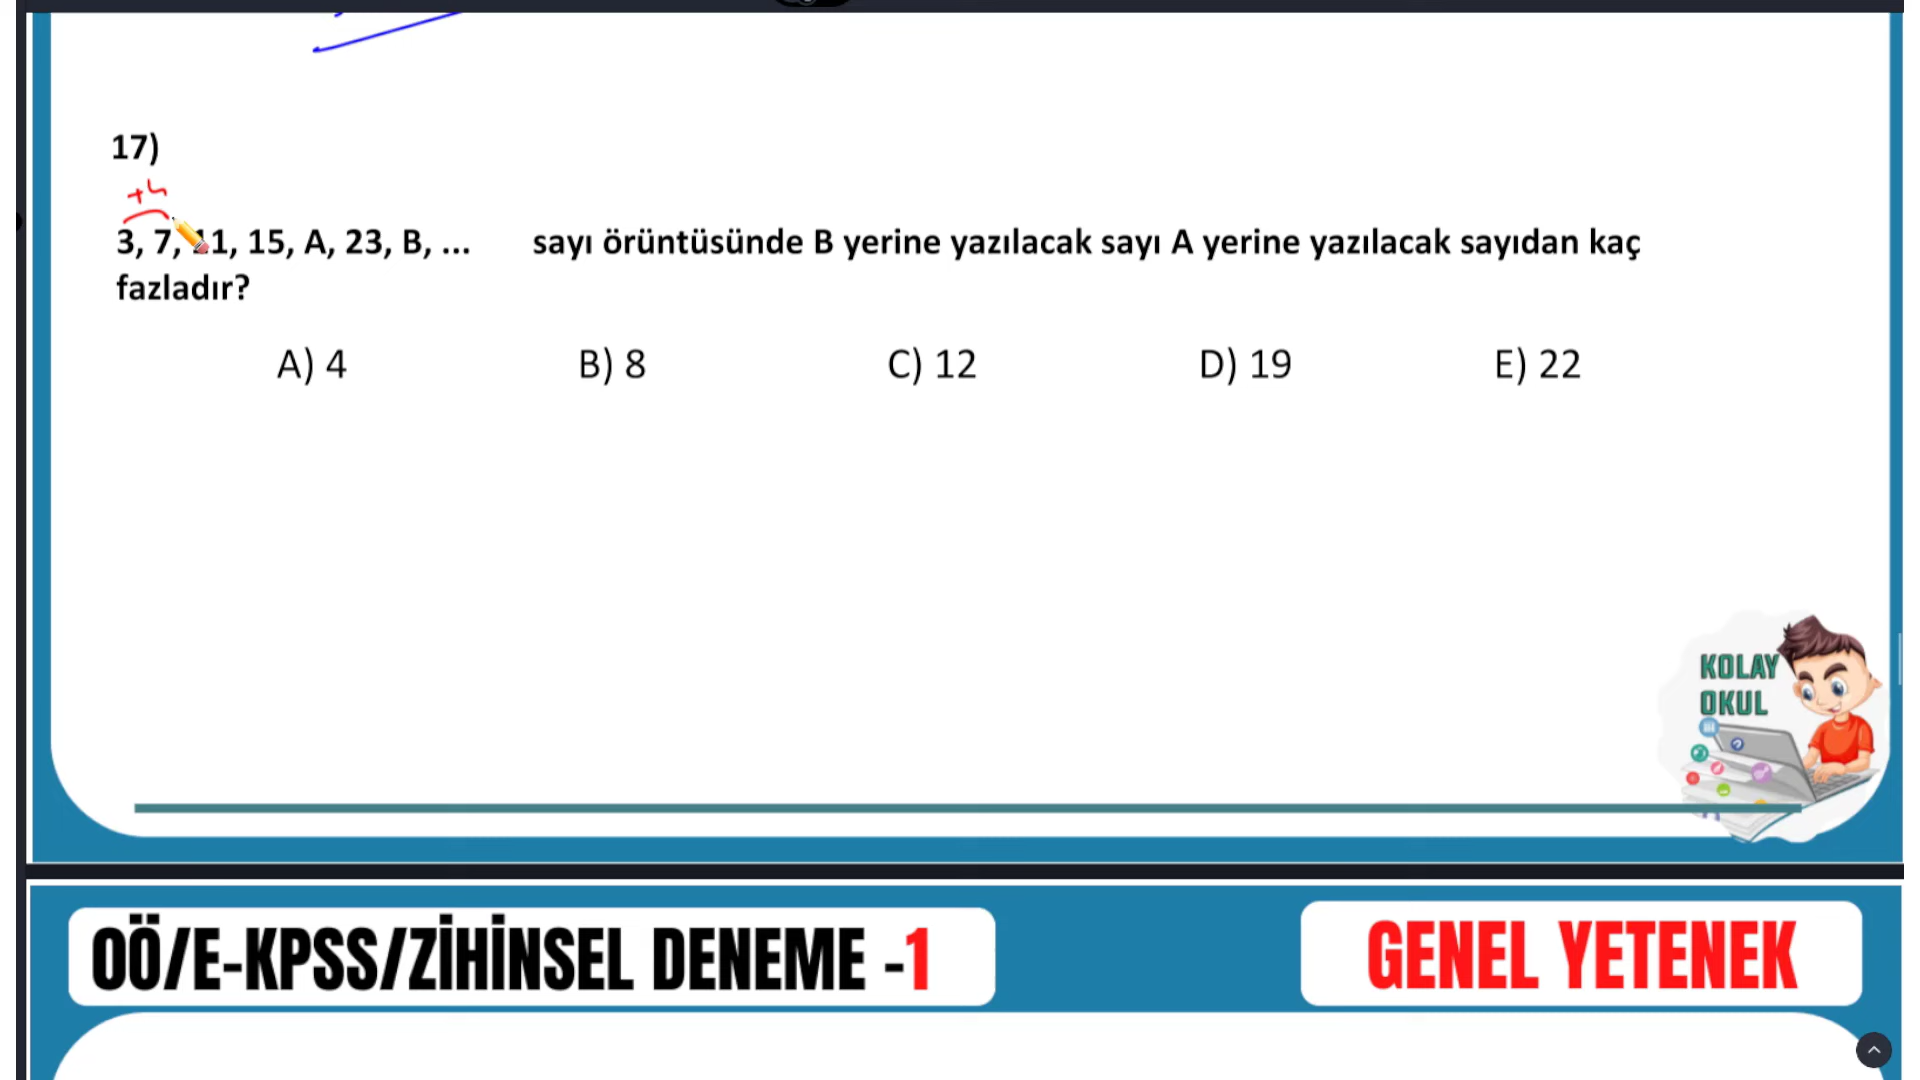 17)
+4
3, 7, 11, 15, A, 23, B, ... sayı örüntüsünde B yerine yazılacak sayı A yerine yazılacak sayıdan kaç
fazladır?
A) 4 B) 8 C) 12 D) 19 E) 22
KOLAY
OKUL
OÖ/E-KPSS/ZİHİNSEL DENEME -1
GENEL YETENEK